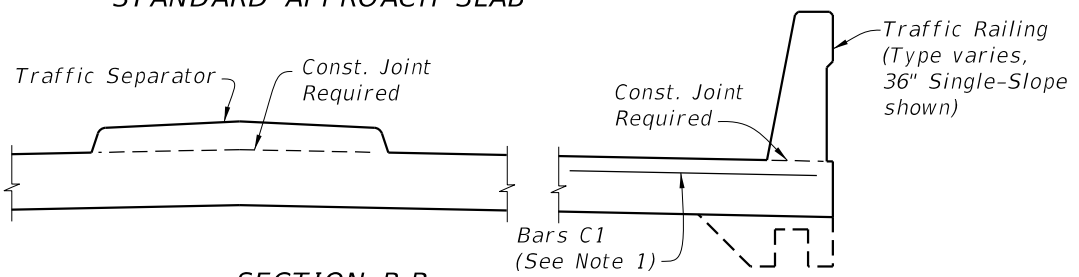 STANDARD APPROACH SLAB
Traffic Separator
Const. Joint
Required
Const. Joint
Required
Traffic Railing
(Type varies,
36" Single-Slope
shown)
Bars C1
(See Note 1)
SECTION B-B